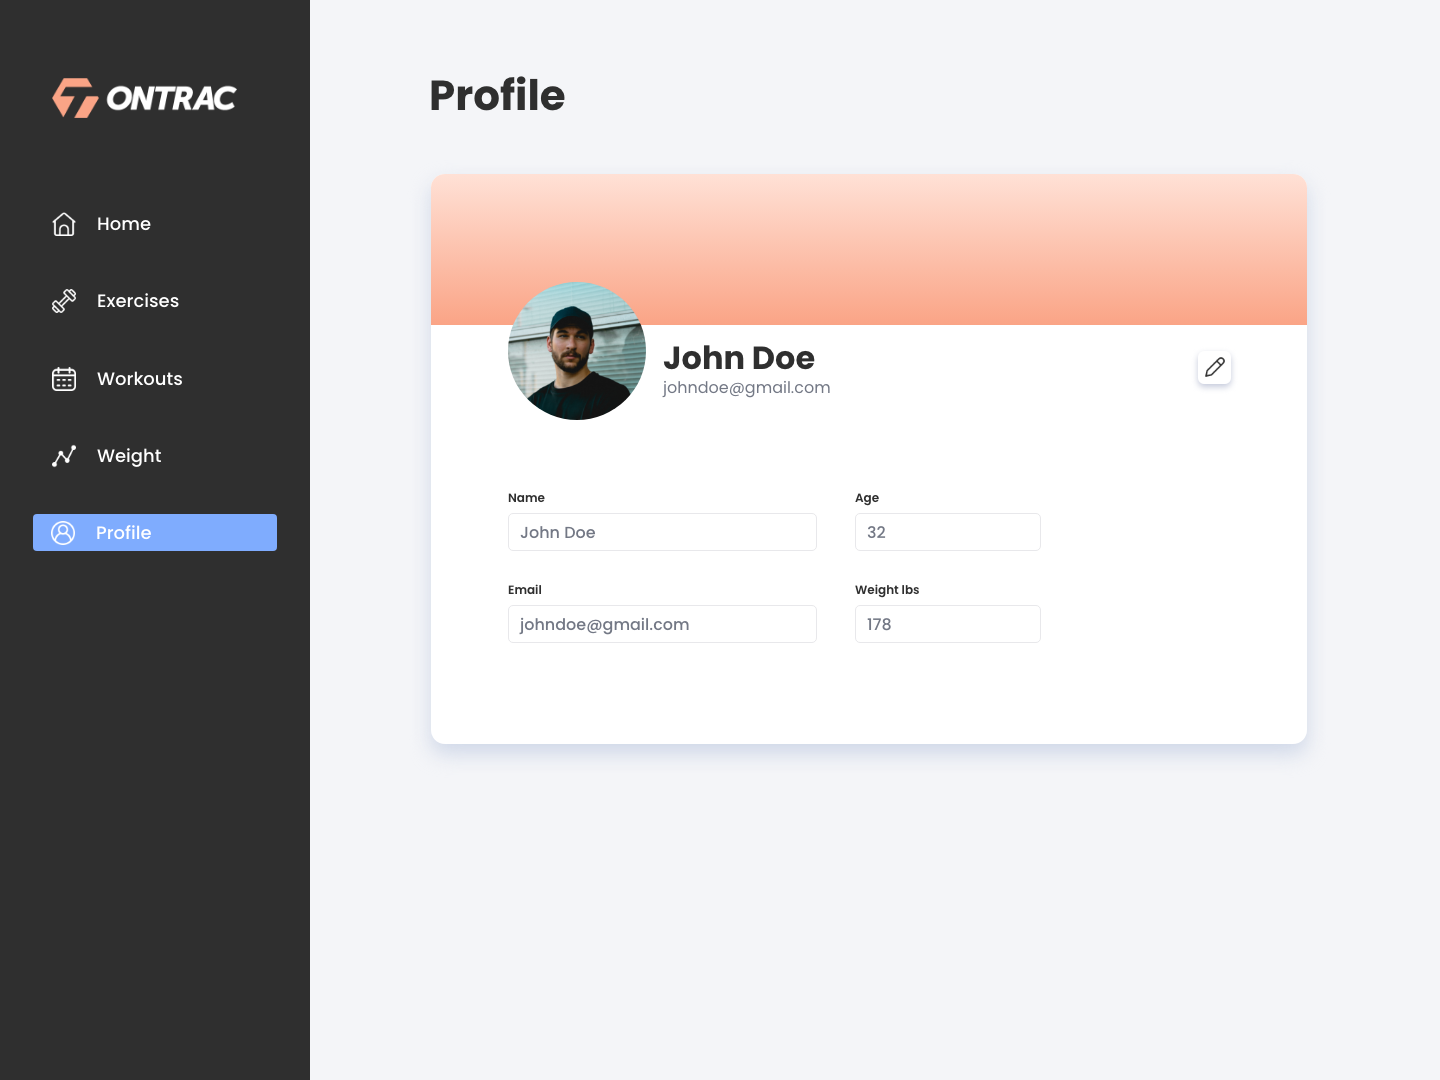 ONTRAC
Home
Exercises
Workouts
Weight
Profile
Profile
John Doe
johndoe@gmail.com
Name
John Doe
Age
32
Email
johndoe@gmail.com
Weight lbs
178